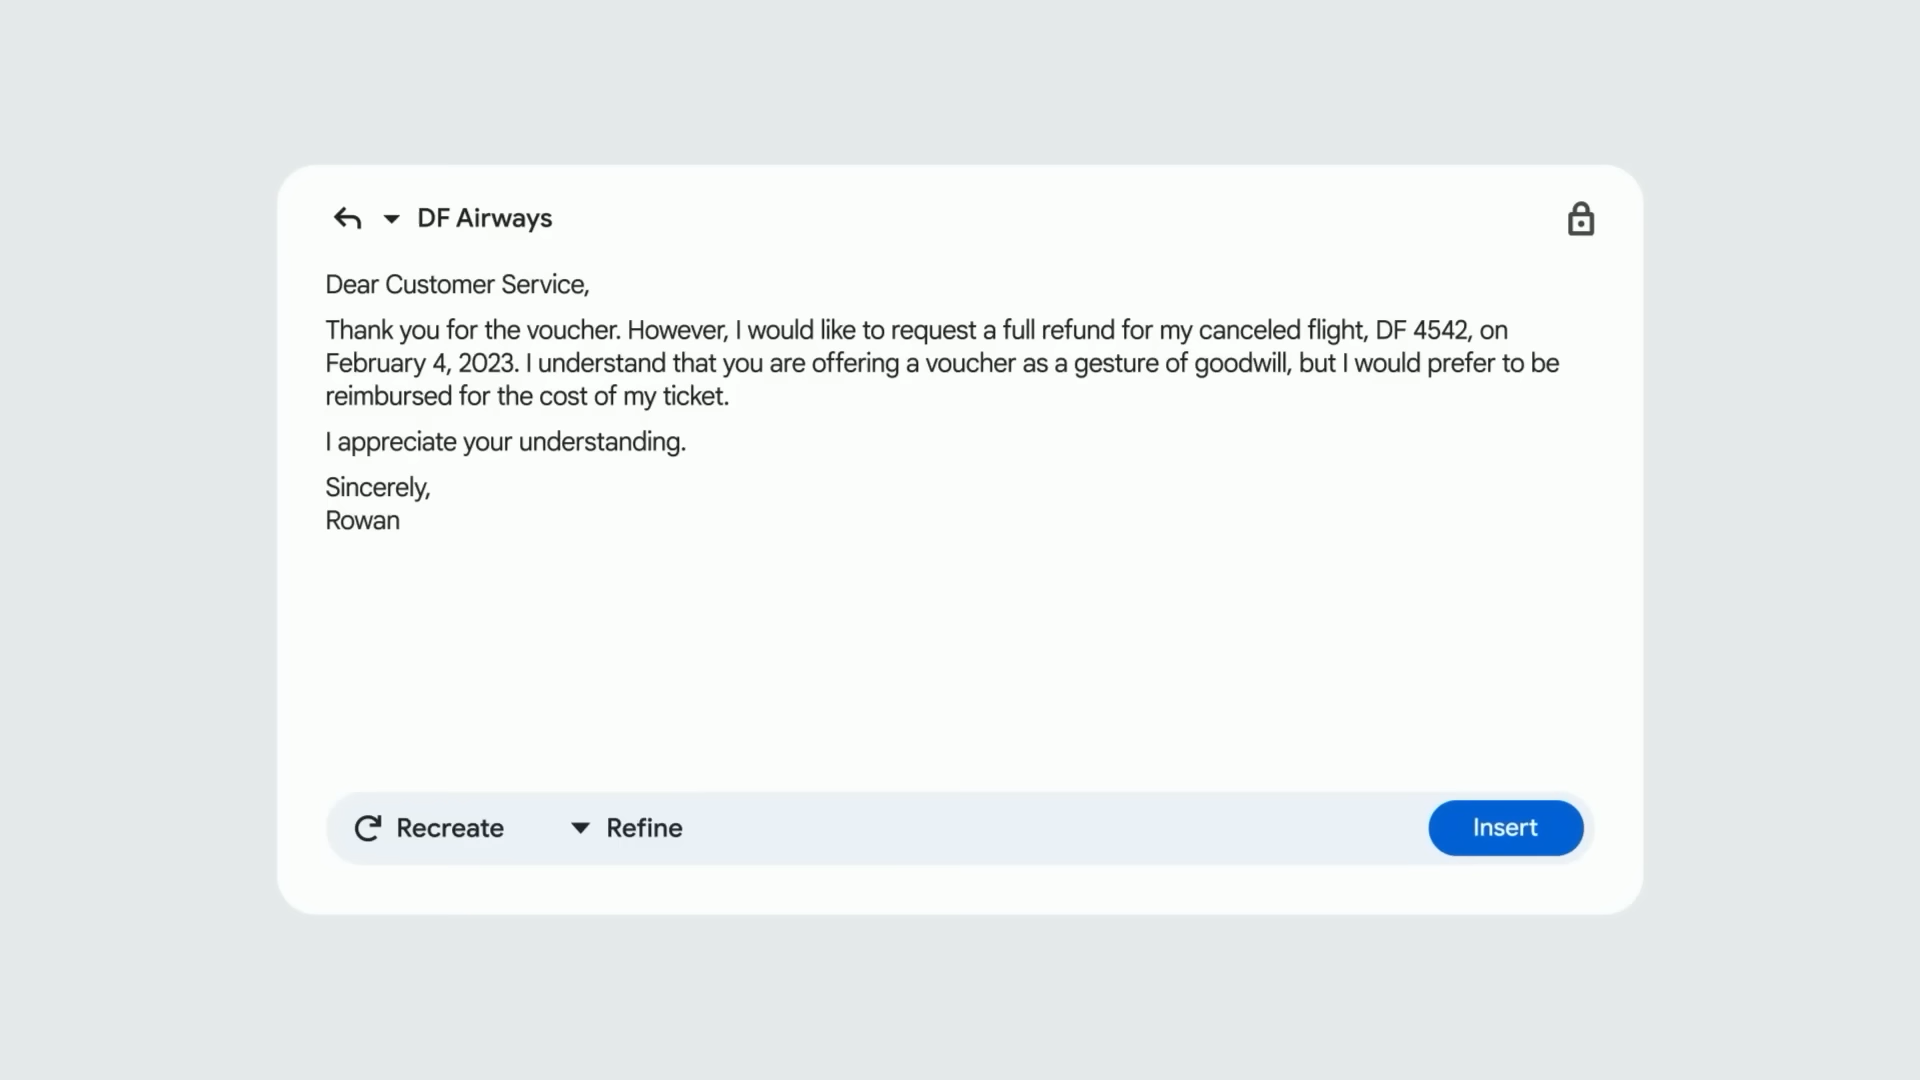 DF Airways
Dear Customer Service,
Thank you for the voucher. However, I would like to request a full refund for my canceled flight, DF 4542, on
February 4, 2023. I understand that you are offering a voucher as a gesture of goodwill, but I would prefer to be
reimbursed for the cost of my ticket.
I appreciate your understanding.
Sincerely,
Rowan
Recreate Refine Insert